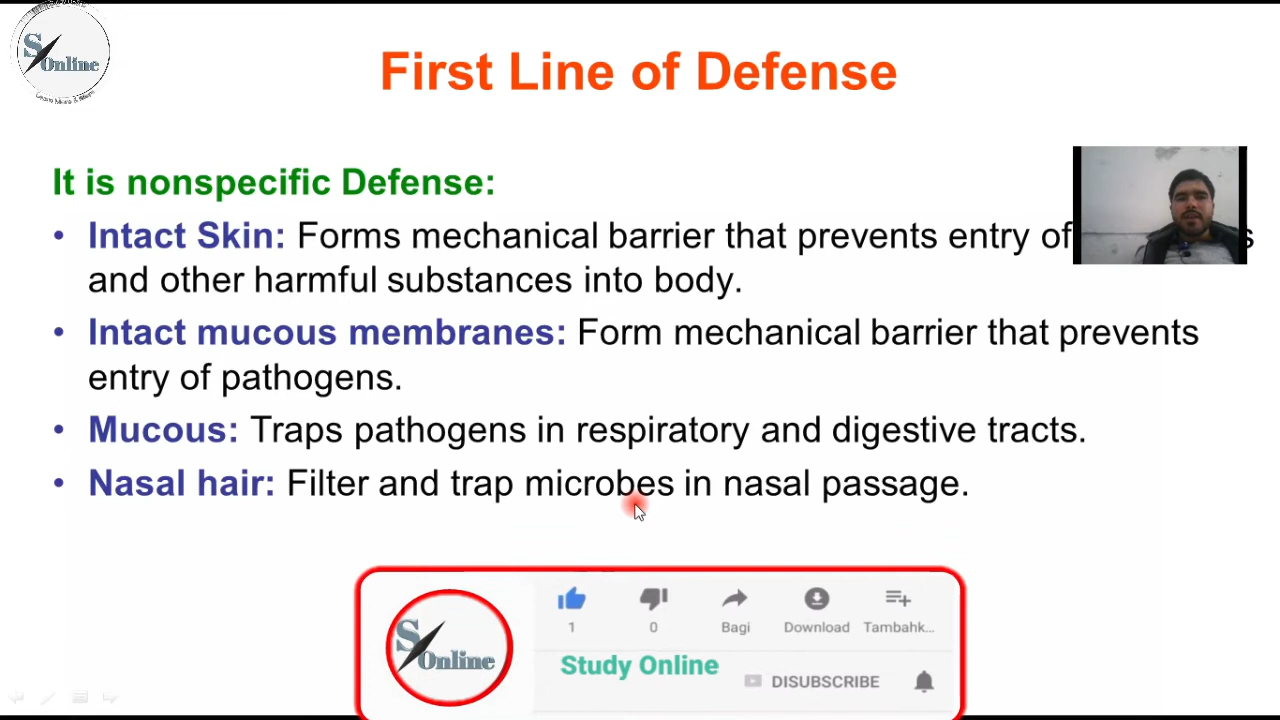 S
Online
First Line of Defense
It is nonspecific Defense:
• Intact Skin: Forms mechanical barrier that prevents entry of
and other harmful substances into body.
• Intact mucous membranes: Form mechanical barrier that prevents
entry of pathogens.
• Mucous: Traps pathogens in respiratory and digestive tracts.
• Nasal hair: Filter and trap microbes in nasal passage.
1 0 Bagi Download Tambahk...
S
Online
Study Online
DISUBSCRIBE